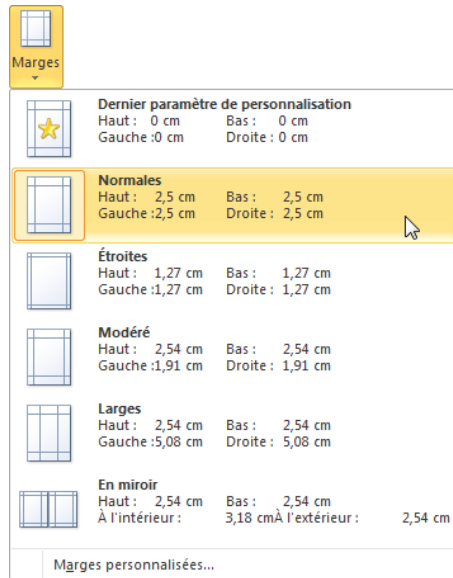 Marges
Dernier paramètre de personnalisation
Haut : 0 cm Bas : 0 cm
Gauche :0 cm Droite : 0 cm
Normales
Haut : 2,5 cm Bas : 2,5 cm
Gauche :2,5 cm Droite : 2,5 cm
Étroites
Haut : 1,27 cm Bas : 1,27 cm
Gauche :1,27 cm Droite : 1,27 cm
Modéré
Haut : 2,54 cm Bas : 2,54 cm
Gauche :1,91 cm Droite : 1,91 cm
Larges
Haut : 2,54 cm Bas : 2,54 cm
Gauche :5,08 cm Droite : 5,08 cm
En miroir
Haut : 2,54 cm Bas : 2,54 cm
À l'intérieur : 3,18 cmÀ l'extérieur : 2,54 cm
Marges personnalisées...